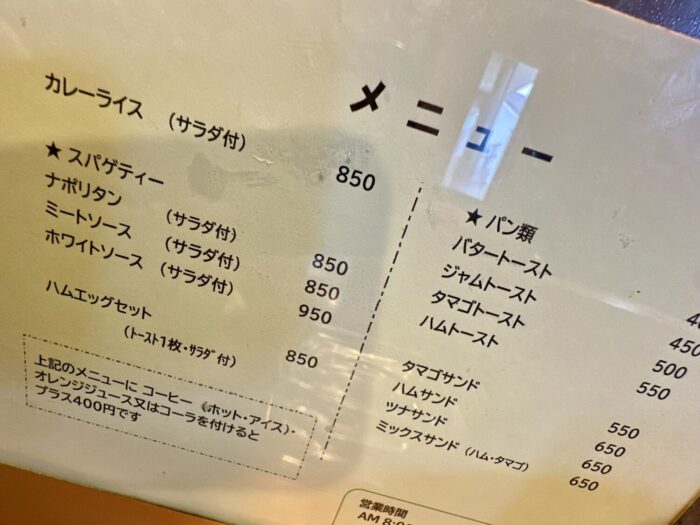 メニュー
カレーライス (サラダ付) 850
★ スパゲティー
ナポリタン (サラダ付) 850
ミートソース (サラダ付) 850
ホワイトソース (サラダ付) 950
ハムエッグセット
(トースト1枚・サラダ付) 850
上記のメニューに コーヒー (ホット・アイス)・
オレンジジュース又はコーラを付けると
プラス400円です
★ パン類
バタートースト
ジャムトースト 450
タマゴトースト 500
ハムトースト 550
タマゴサンド 550
ハムサンド 650
ツナサンド 650
ミックスサンド (ハム・タマゴ) 650
営業時間
AM